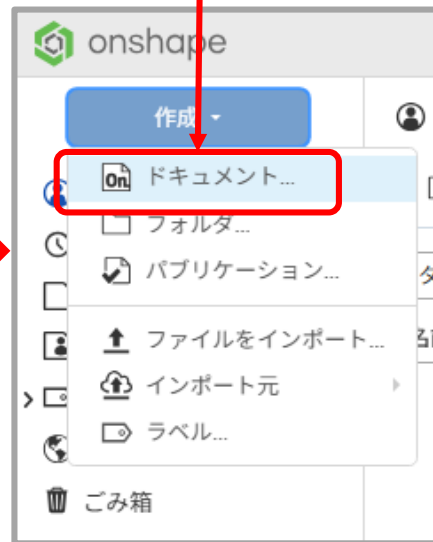 onshape
作成
On
ドキュメント...
フォルダ...
パブリケーション...
ファイルをインポート...
インポート元
ラベル...
ごみ箱